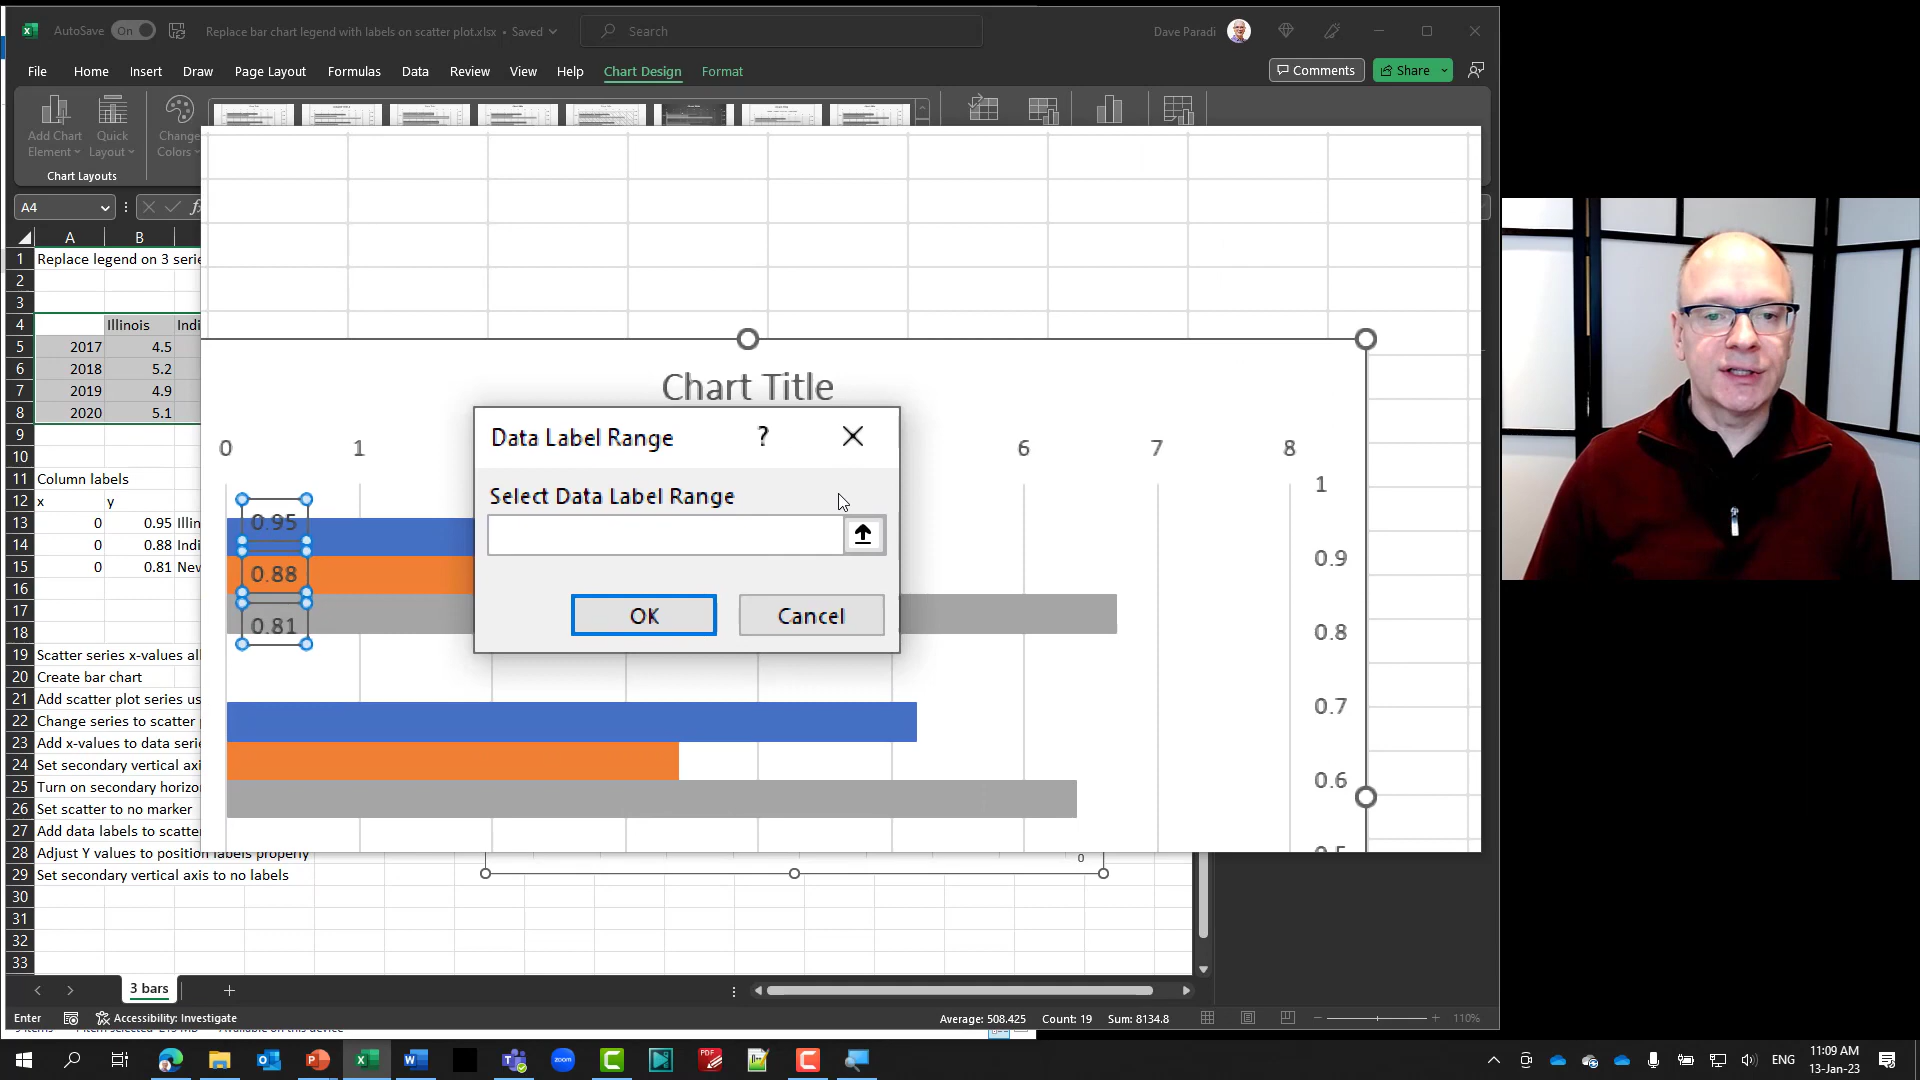 AutoSave On
Replace bar chart legend with labels on scatter plot.xlsx • Saved
Search
Dave Paradi
File Home Insert Draw Page Layout Formulas Data Review View Help Chart Design Format
Comments
Share
Add Chart Element
Quick Layout
Change Colors
Chart Layouts
A4
A B
1 Replace legend on 3 serie
2
3
4 Illinois Indi
5 2017 4.5
6 2018 5.2
7 2019 4.9
8 2020 5.1
9
10
11 Column labels
12 x y
13 0 0.95 Illin
14 0 0.88 Indi
15 0 0.81 Nev
16
17
18
19 Scatter series x-values all
20 Create bar chart
21 Add scatter plot series us
22 Change series to scatter
23 Add x-values to data serie
24 Set secondary vertical axi
25 Turn on secondary horizo
26 Set scatter to no marker
27 Add data labels to scatte
28 Adjust Y values to position labels properly
29 Set secondary vertical axis to no labels
30
31
32
33
Chart Title
0 1 6 7 8
1
0.9
0.8
0.7
0.6
0.5
0.95
0.88
0.81
Data Label Range ?
Select Data Label Range
OK Cancel
0
3 bars
Enter
Accessibility: Investigate
Average: 508.425 Count: 19 Sum: 8134.8
110%
zoom
PDF
ENG
11:09 AM
13-Jan-23